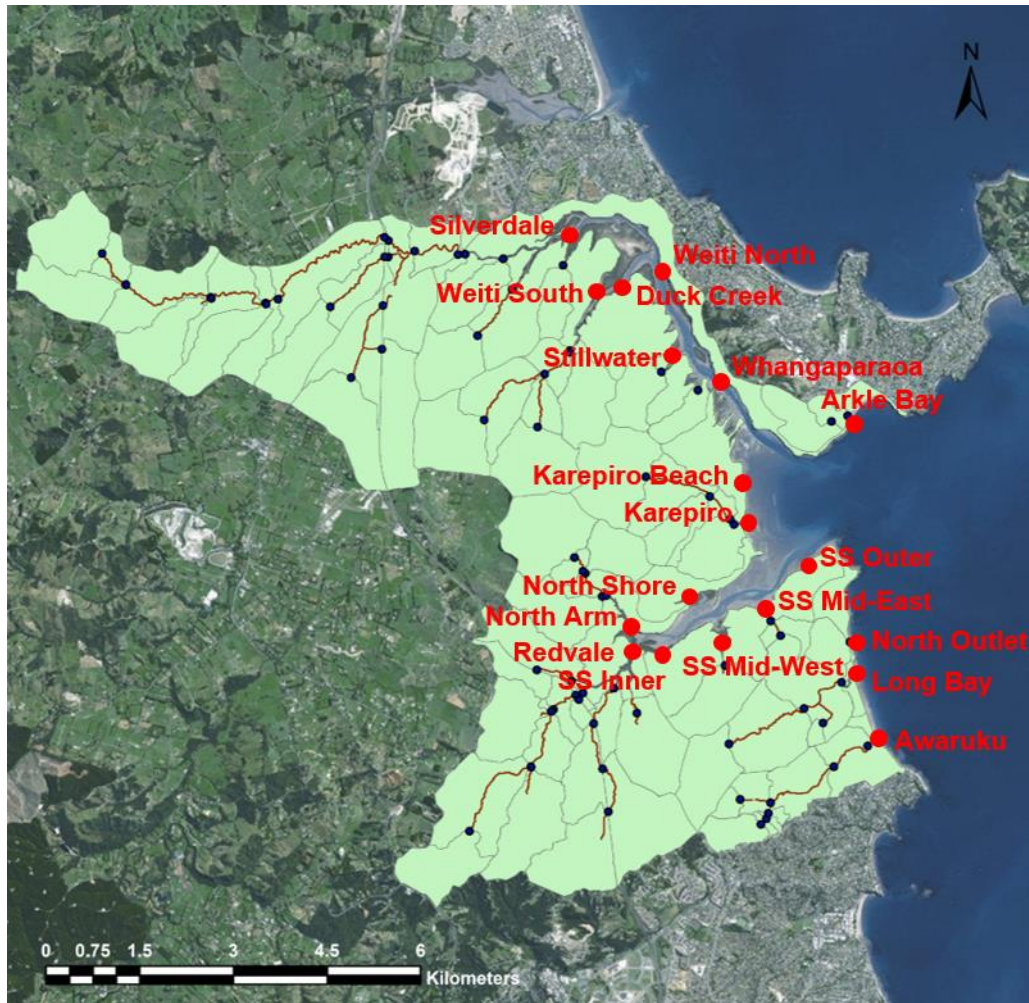 N
Silverdale
Weiti North
Weiti South
Duck Creek
Stillwater
Whangaparaoa
Arkle Bay
Karepiro Beach
Karepiro
SS Outer
North Shore
SS Mid-East
North Arm
North Outlet
Redvale
SS Mid-West
SS Inner
Long Bay
Awaruku
0 0.75 1.5 3 4.5 6
Kilometers